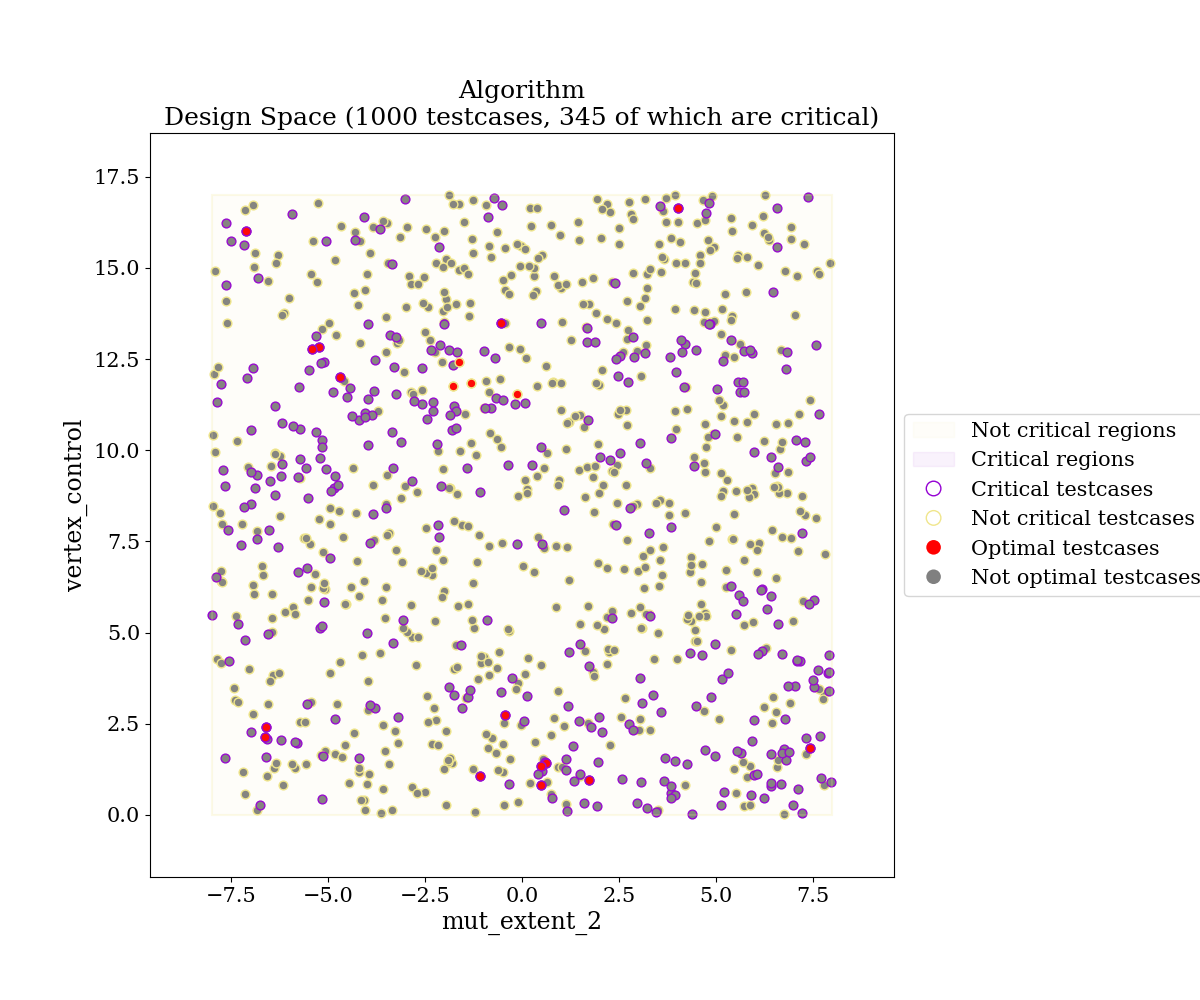 Algorithm
Design Space (1000 testcases, 345 of which are critical)
17.5
15.0
12.5
10.0
7.5
5.0
2.5
0.0
vertex_control
−7.5
−5.0
−2.5
0.0
2.5
5.0
7.5
mut_extent_2
Not critical regions
Critical regions
Critical testcases
Not critical testcases
Optimal testcases
Not optimal testcases